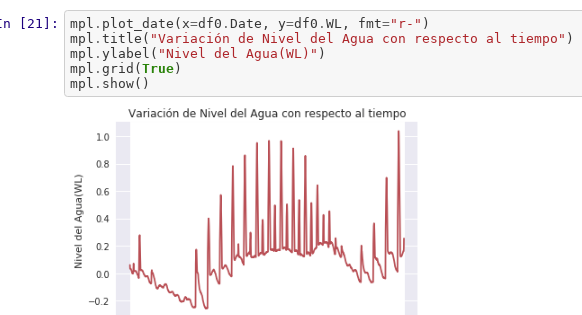 n [21]: mpl.plot_date(x=df0.Date, y=df0.WL, fmt="r-")
mpl.title("Variación de Nivel del Agua con respecto al tiempo")
mpl.ylabel("Nivel del Agua(WL)")
mpl.grid(True)
mpl.show()
Variación de Nivel del Agua con respecto al tiempo
Nivel del Agua(WL)
1.0
0.8
0.6
0.4
0.2
0.0
−0.2